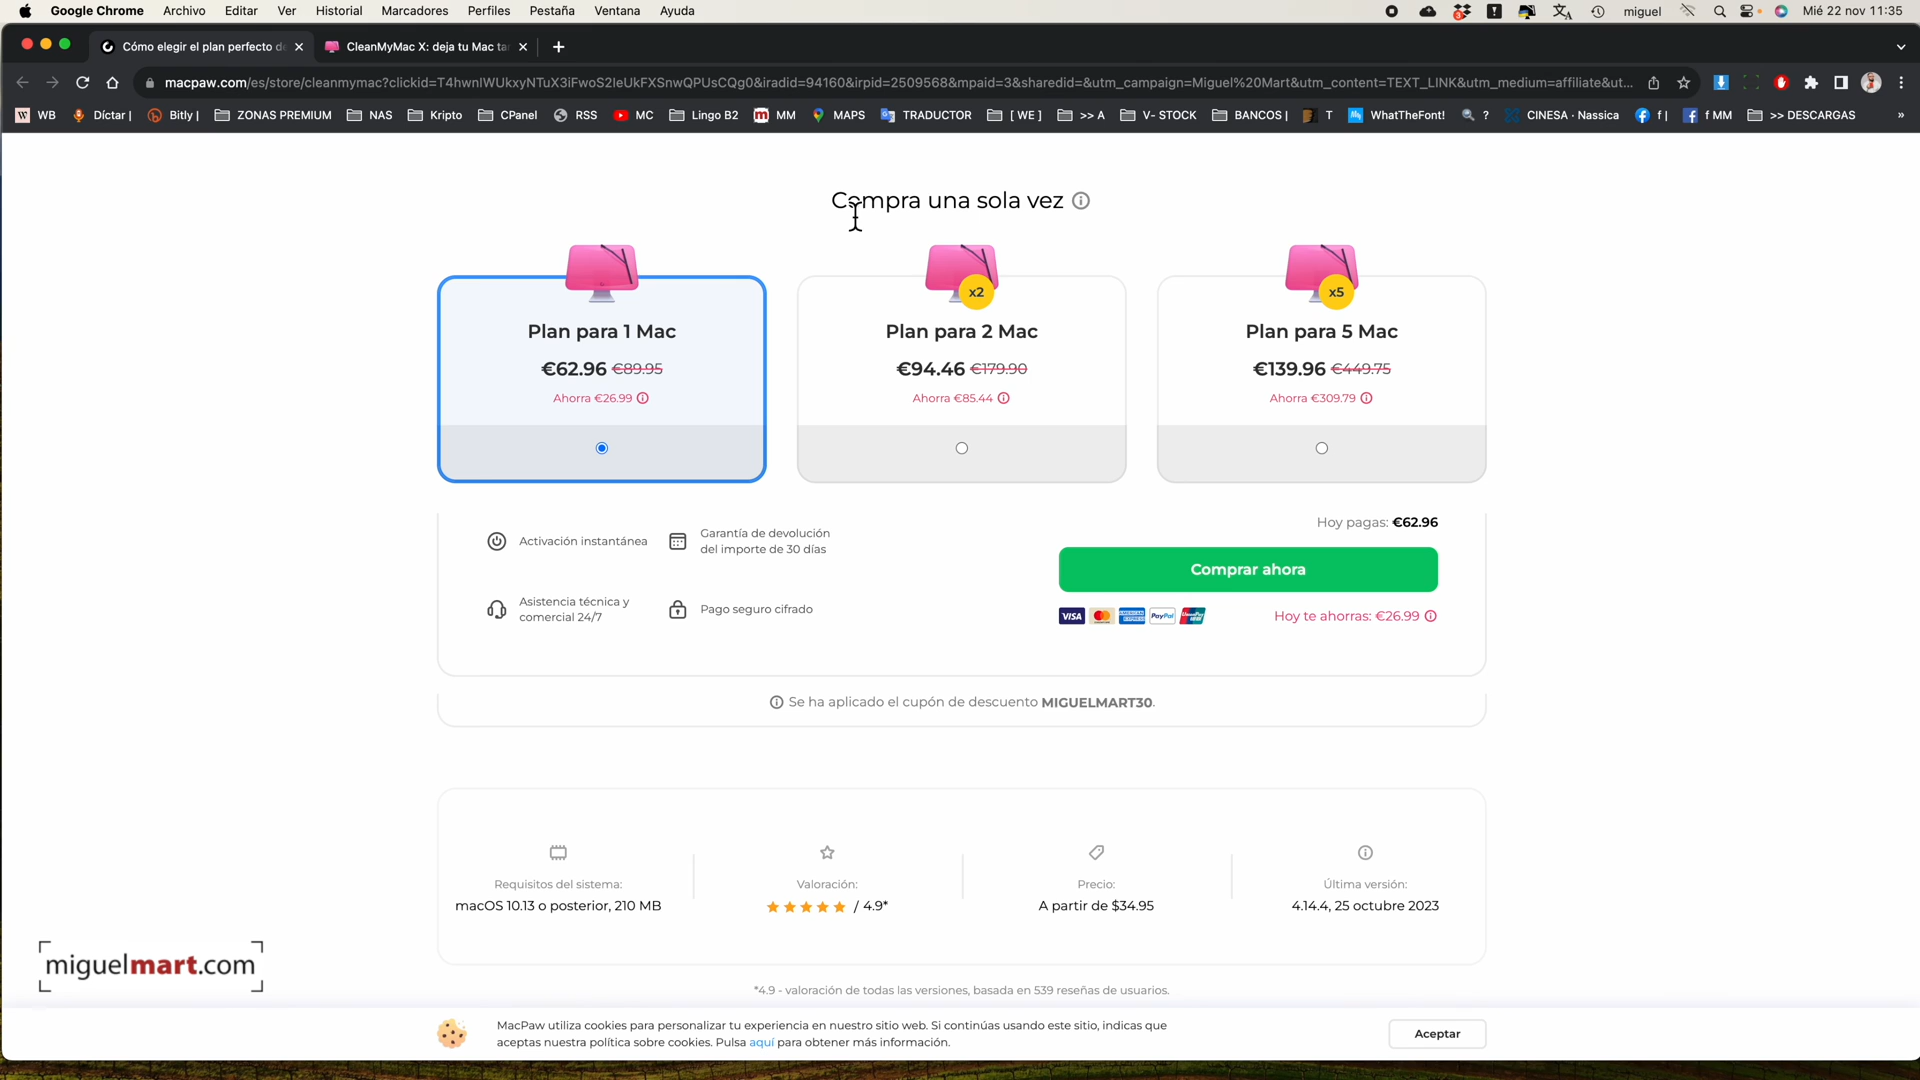 Google Chrome Archivo Editar Ver Historial Marcadores Perfiles Pestaña Ventana Ayuda miguel Mié 22 nov 11:35
Cómo elegir el plan perfecto de CleanMyMac X: deja tu Mac ta
macpaw.com/es/store/cleanmymac?clickid=T4hwnIWUkxyNTuX3iFwoS2IeUkFXSnwQPUsCQg0&iradid=94160&irpid=2509568&mpaid=3&sharedid=&utm_campaign=Miguel%20Mart&utm_content=TEXT_LINK&utm_medium=affiliate&ut...
WB Díctar | Bitly | ZONAS PREMIUM NAS Kripto CPanel RSS MC Lingo B2 MM MAPS TRADUCTOR [ WE ] >> A V- STOCK BANCOS | T WhatTheFont! ? CINESA · Nassica f | f MM >> DESCARGAS »
Compra una sola vez
x2 x5
Plan para 1 Mac Plan para 2 Mac Plan para 5 Mac
€62.96 €89.95 €94.46 €179.90 €139.96 €449.75
Ahorra €26.99 Ahorra €85.44 Ahorra €309.79
Hoy pagas: €62.96
Activación instantánea
Garantía de devolución
del importe de 30 días
Comprar ahora
Asistencia técnica y
comercial 24/7
Pago seguro cifrado
VISA AMERICAN EXPRESS PayPal UnionPay
Hoy te ahorras: €26.99
Se ha aplicado el cupón de descuento MIGUELMART30.
Requisitos del sistema: Valoración: Precio: Última versión:
macOS 10.13 o posterior, 210 MB / 4.9* A partir de $34.95 4.14.4, 25 octubre 2023
miguelmart.com
*4.9 - valoración de todas las versiones, basada en 539 reseñas de usuarios.
MacPaw utiliza cookies para personalizar tu experiencia en nuestro sitio web. Si continúas usando este sitio, indicas que
aceptas nuestra política sobre cookies. Pulsa aquí para obtener más información.
Aceptar